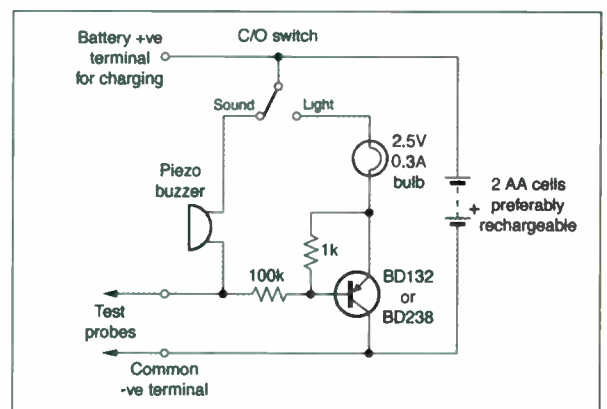 Battery +ve
terminal
for charging
C/O switch
Sound
Light
2.5V
0.3A
bulb
Piezo
buzzer
2 AA cells
preferably
rechargeable
+
1k
100k
BD132
or
BD238
Test
probes
Common
-ve terminal